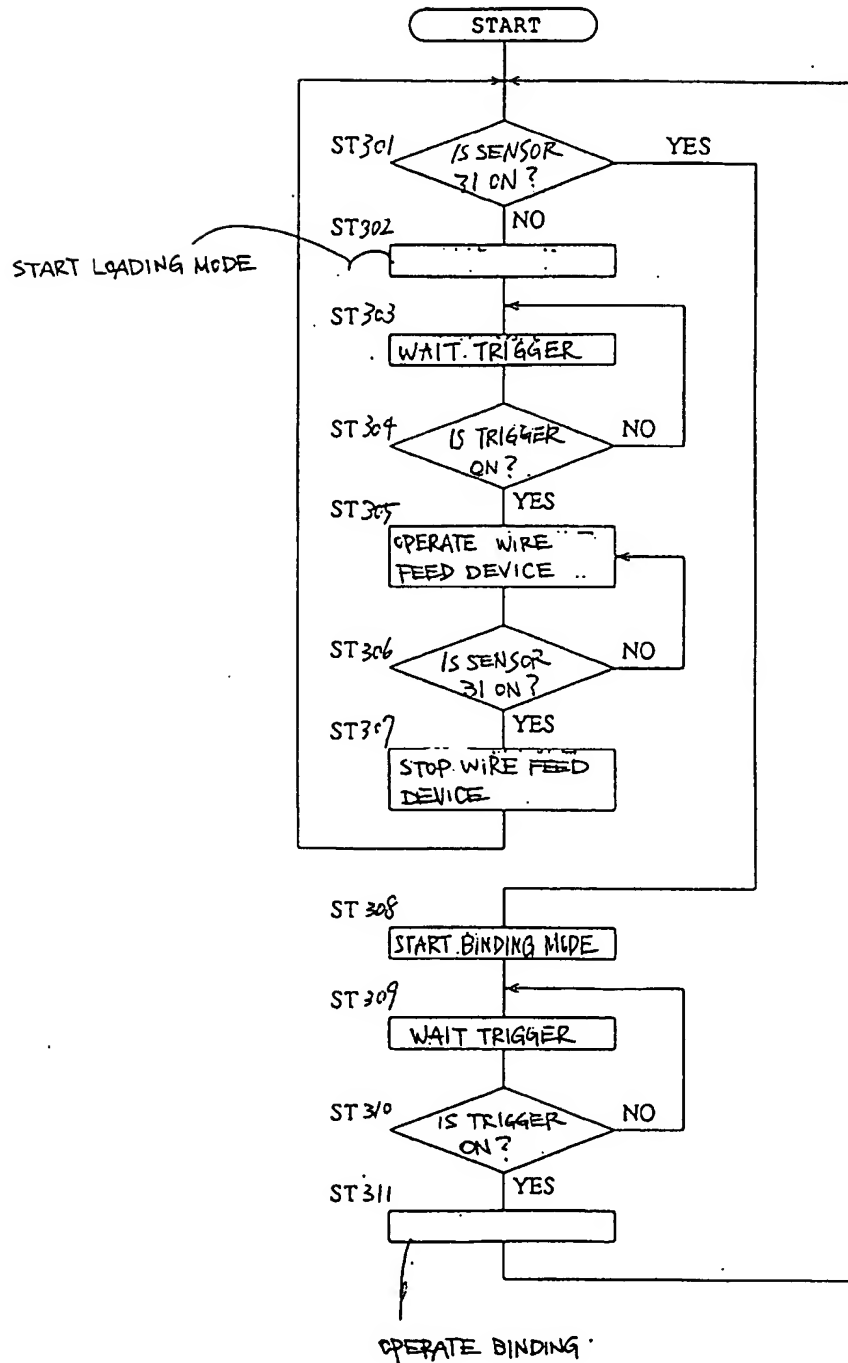 START
ST301
IS SENSOR
31 ON?
YES
NO
ST302
START LOADING MODE
ST303
WAIT TRIGGER
ST304
IS TRIGGER
ON?
NO
YES
ST305
OPERATE WIRE
FEED DEVICE
ST306
IS SENSOR
31 ON?
NO
YES
ST307
STOP WIRE FEED
DEVICE
ST308
START BINDING MODE
ST309
WAIT TRIGGER
ST310
IS TRIGGER
ON?
NO
YES
ST311
OPERATE BINDING